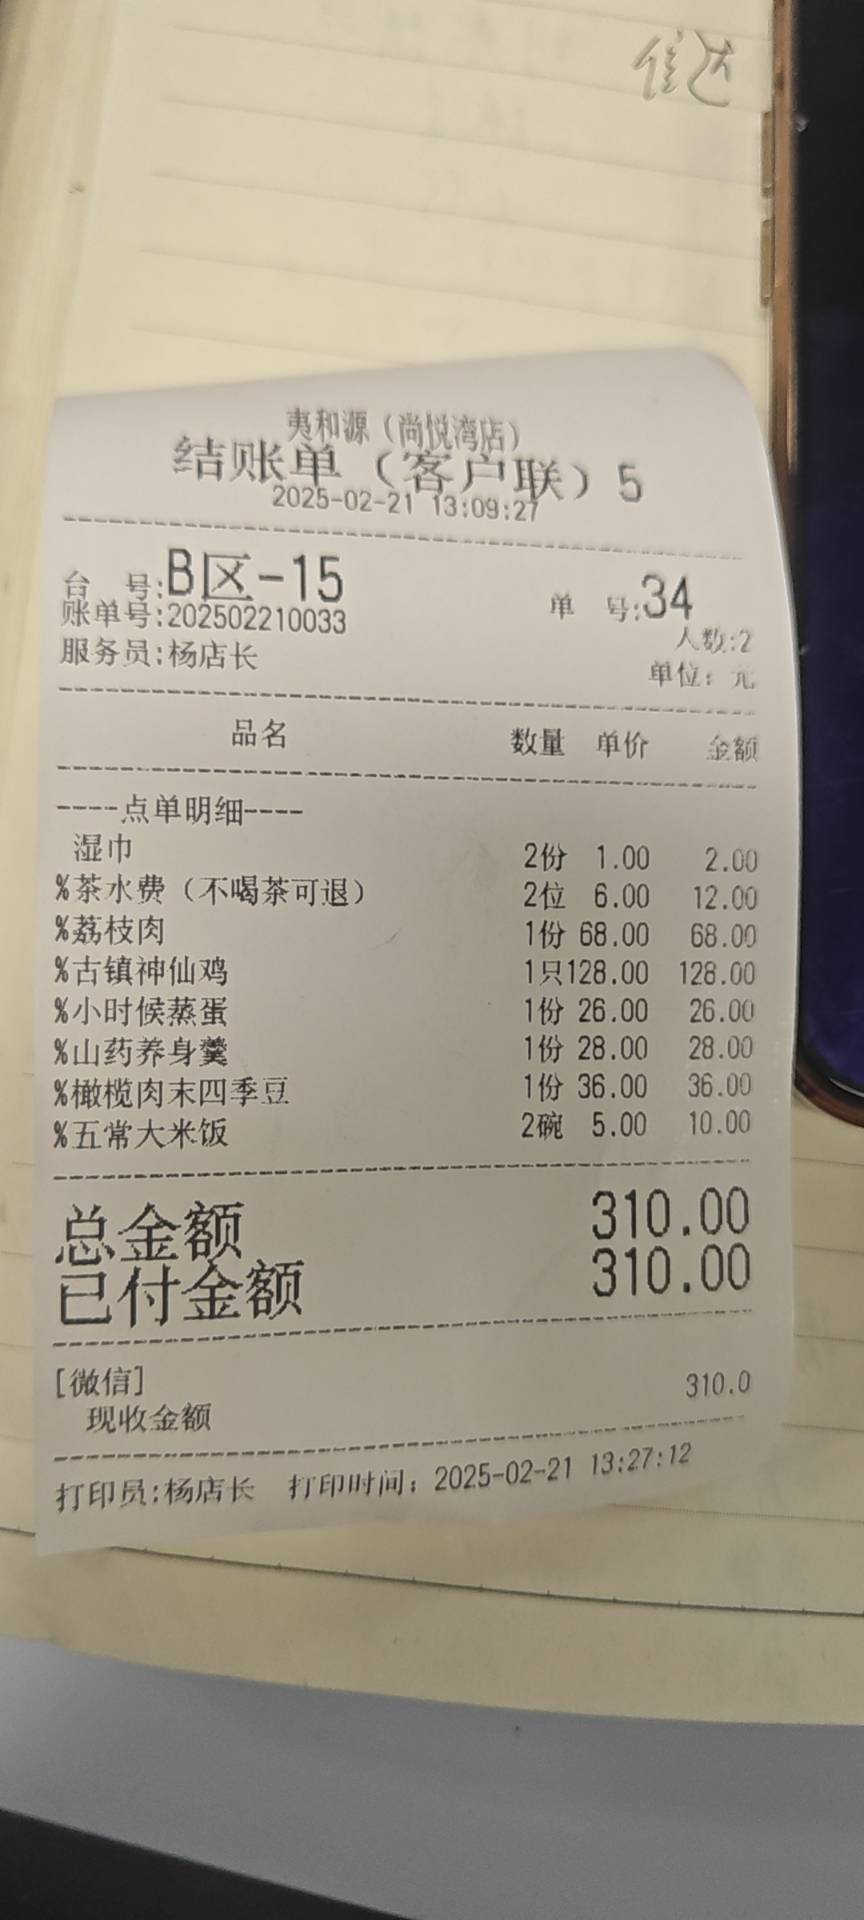 信达
夷和源（尚悦湾店）
结账单（客户联）5
2025-02-21 13:09:27
台 号:B区-15 单 号:34
账单号:202502210033 人数:2
服务员:杨店长 单位：元
品名 数量 单价 金额
----点单明细----
湿巾 2份 1.00 2.00
%茶水费（不喝茶可退） 2位 6.00 12.00
%荔枝肉 1份 68.00 68.00
%古镇神仙鸡 1只128.00 128.00
%小时候蒸蛋 1份 26.00 26.00
%山药养身羹 1份 28.00 28.00
%橄榄肉末四季豆 1份 36.00 36.00
%五常大米饭 2碗 5.00 10.00
总金额 310.00
已付金额 310.00
[微信] 310.0
现收金额
打印员:杨店长 打印时间：2025-02-21 13:27:12